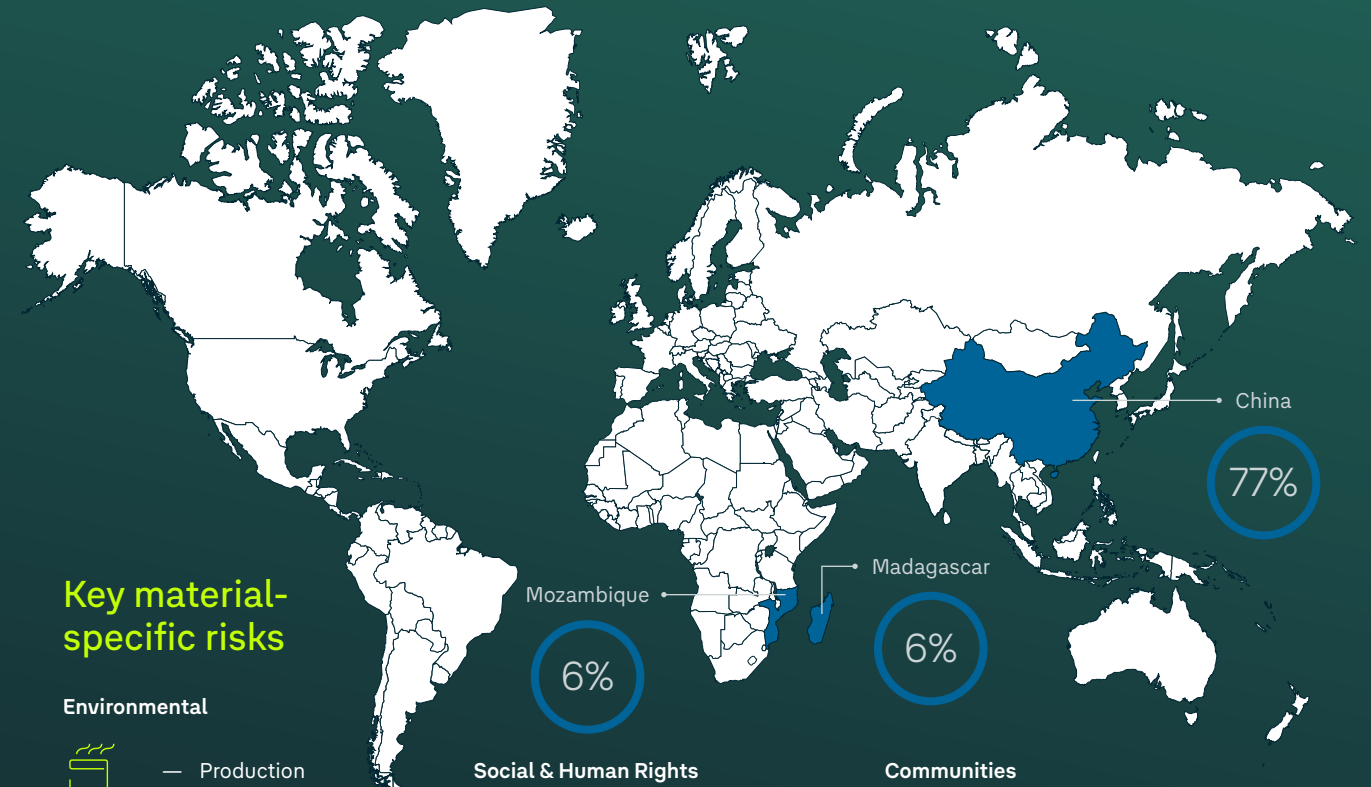 China
77%
Madagascar
6%
Mozambique
6%
Key material-
specific risks
Environmental
— Production
Social & Human Rights
Communities